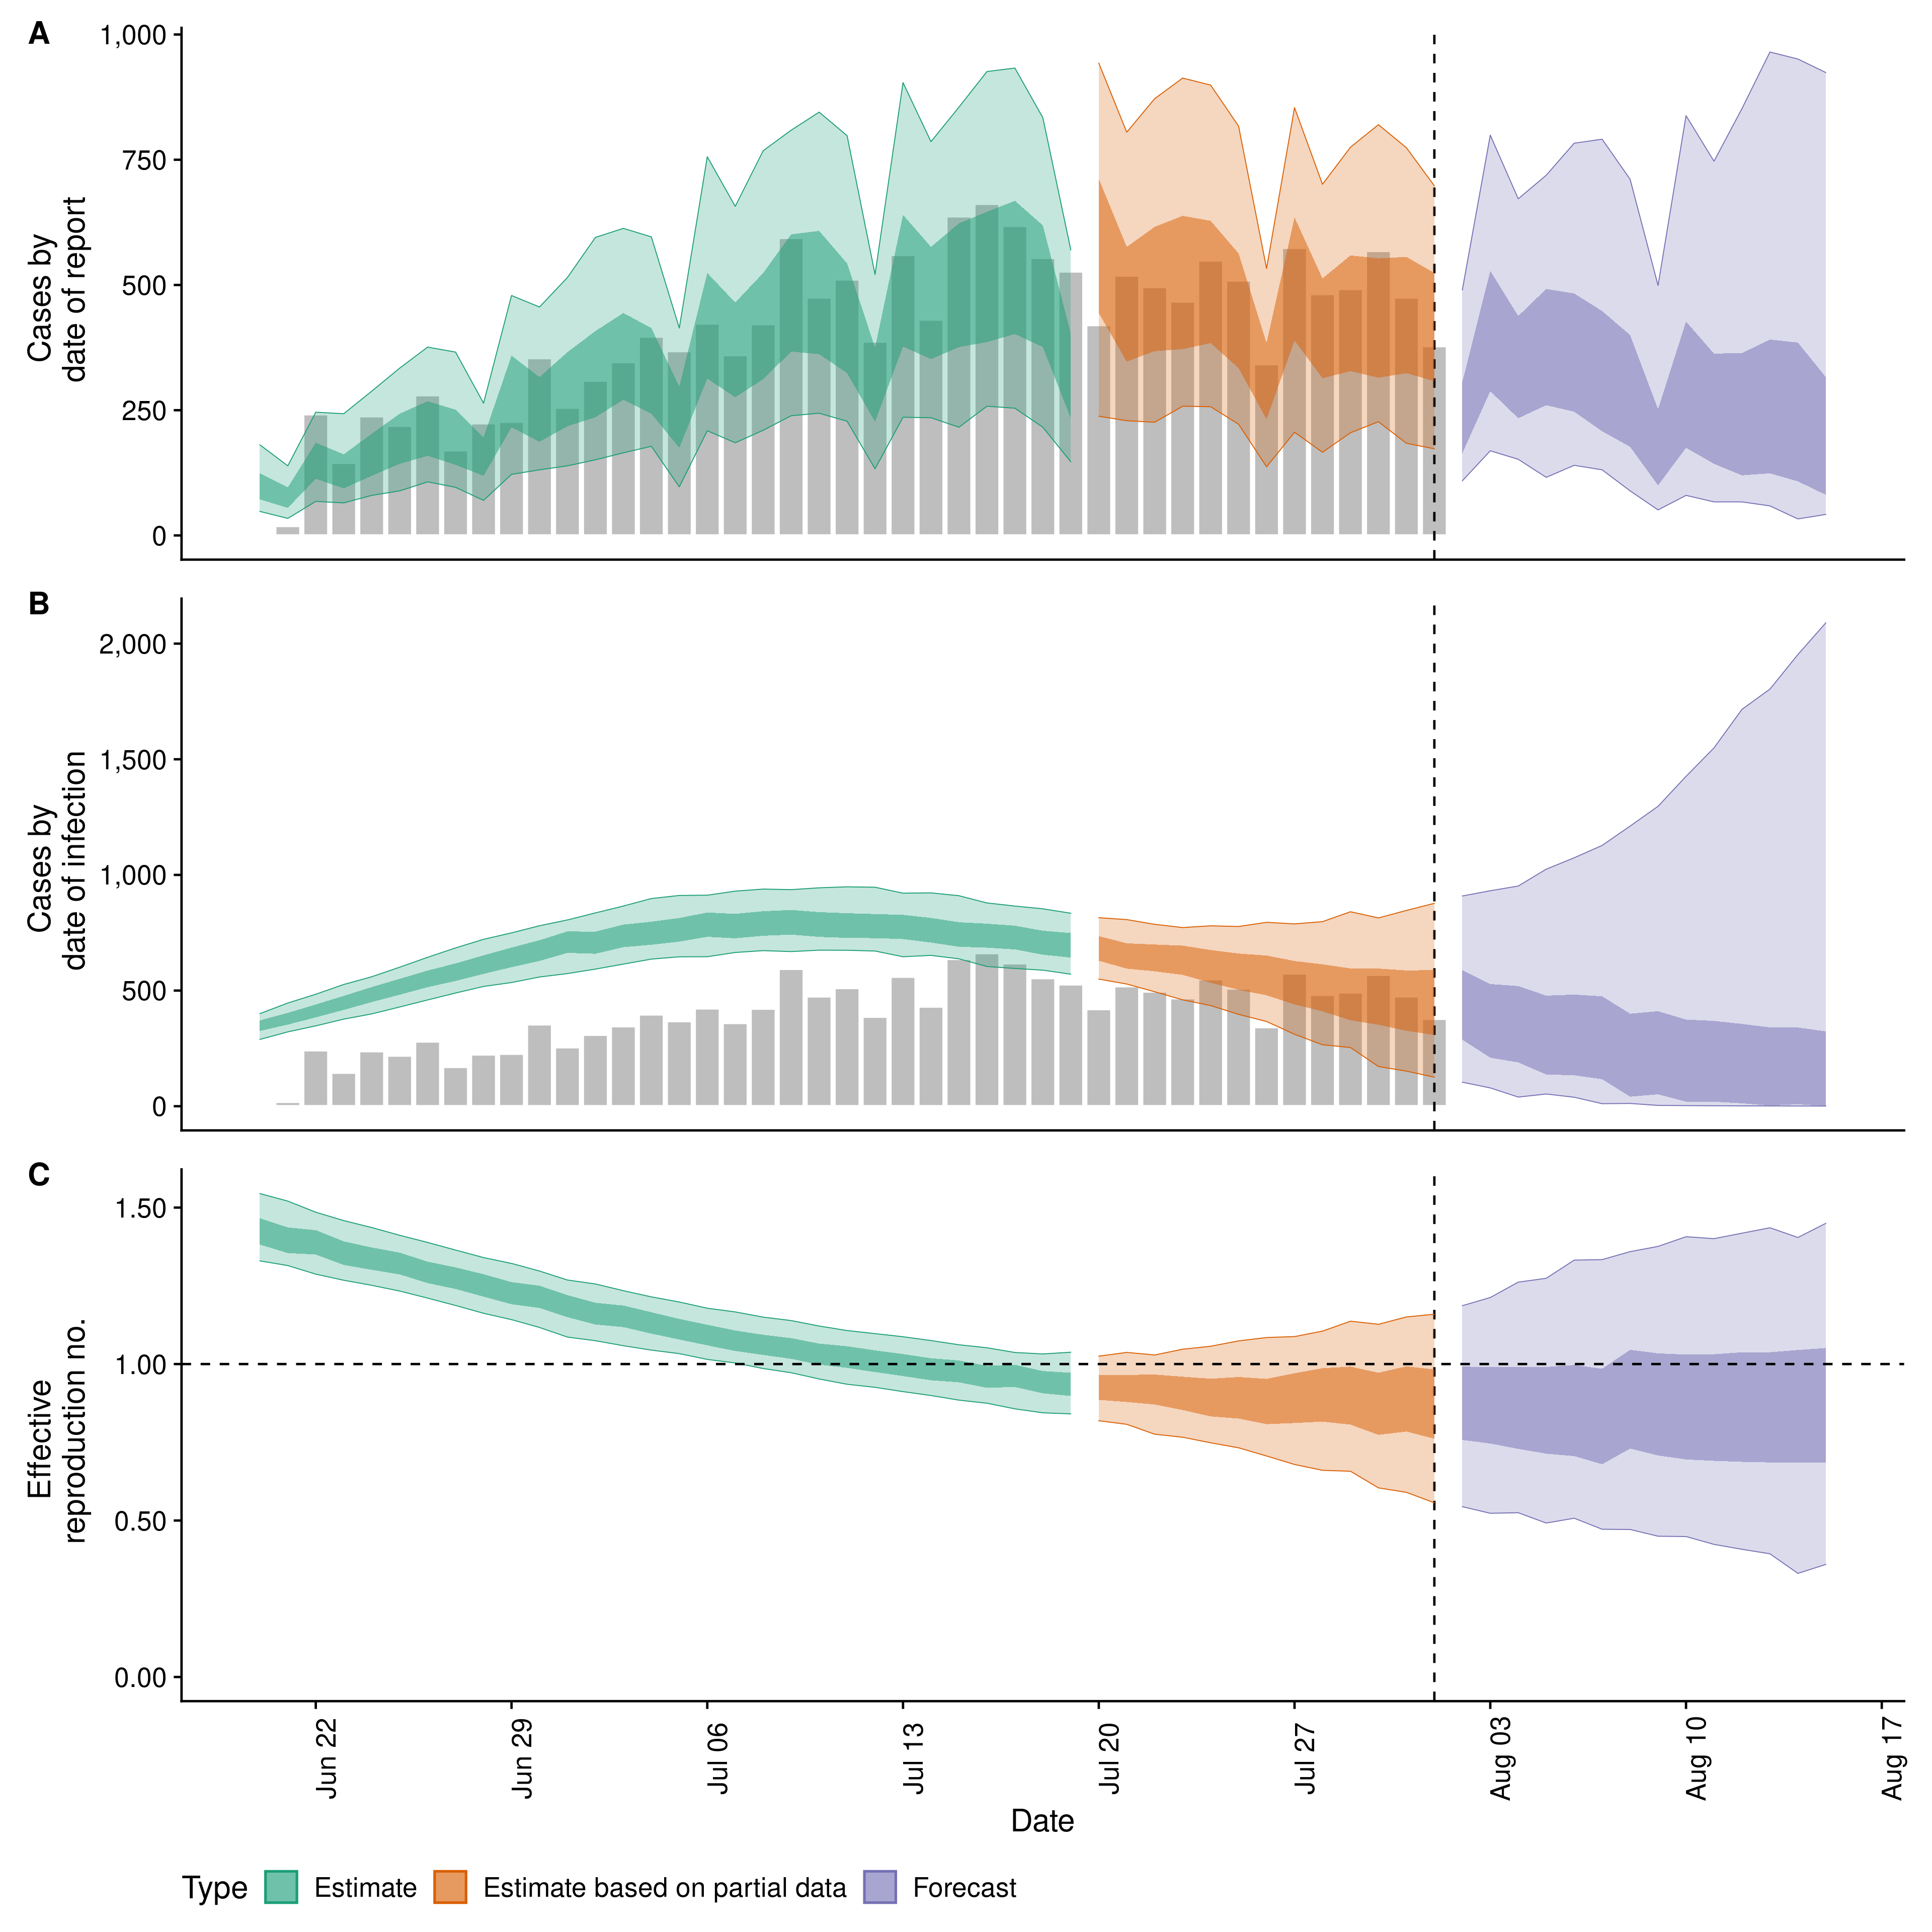 A
1,000
750
500
250
0
Cases by
date of report
B
2,000
1,500
1,000
500
0
Cases by
date of infection
C
1.50
1.00
0.50
0.00
Effective
reproduction no.
Jun 22
Jun 29
Jul 06
Jul 13
Jul 20
Jul 27
Aug 03
Aug 10
Aug 17
Date
Type Estimate Estimate based on partial data Forecast